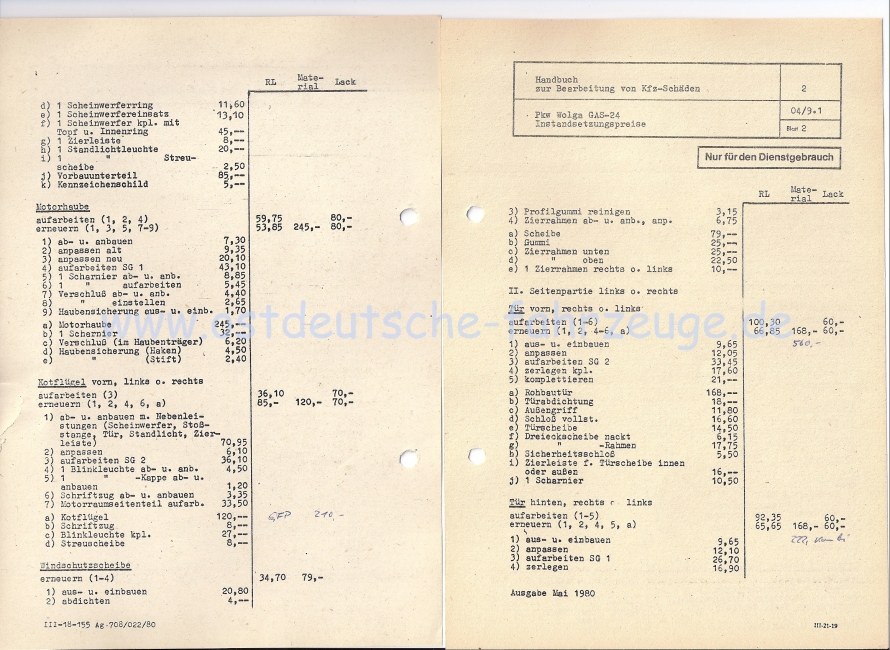 RL Mate- Lack
rial
d) 1 Scheinwerferring 11,60
e) 1 Scheinwerfereinsatz 13,10
f) 1 Scheinwerfer kpl. mit
Topf u. Innenring 45,--
g) 1 Zierleiste 8,--
h) 1 Standlichtleuchte 20,--
i) 1 " Streu-
scheibe 2,50
j) Vorbauunterteil 85,--
k) Kennzeichenschild 5,--
Motorhaube
aufarbeiten (1, 2, 4) 59,75 80,-
erneuern (1, 3, 5, 7-9) 53,85 245,- 80,-
1) ab- u. anbauen 7,30
2) anpassen alt 9,35
3) anpassen neu 20,10
4) aufarbeiten SG 1 43,10
5) 1 Scharnier ab- u. anb. 8,85
6) 1 " aufarbeiten 5,45
7) Verschluß ab- u. anb. 4,40
8) " einstellen 2,65
9) Haubensicherung aus- u. einb. 1,70
a) Motorhaube 245,--
b) 1 Scharnier 32,--
c) Verschluß (im Haubenträger) 6,20
d) Haubensicherung (Haken) 4,50
e) " (Stift) 2,40
Kotflügel vorn, links o. rechts
aufarbeiten (3) 36,10 70,-
erneuern (1, 2, 4, 6, a) 85,- 120,- 70,-
1) ab- u. anbauen m. Nebenlei-
stungen (Scheinwerfer, Stoß-
stange, Tür, Standlicht, Zier-
leiste) 70,95
2) anpassen 6,10
3) aufarbeiten SG 2 36,10
4) 1 Blinkleuchte ab- u. anb. 4,50
5) 1 " -Kappe ab- u.
anbauen 1,20
6) Schriftzug ab- u. anbauen 3,35
7) Motorraumseitenteil aufarb. 33,50
a) Kotflügel 120,-- GFP 210,-
b) Schriftzug 8,--
c) Blinkleuchte kpl. 27,--
d) Streuscheibe 8,--
Windschutzscheibe
erneuern (1-4) 34,70 79,-
1) aus- u. einbauen 20,80
2) abdichten 4,--
III-18-155 Ag 708/022/80
Handbuch
zur Bearbeitung von Kfz-Schäden 2
Pkw Wolga GAS-24 04/9.1
Instandsetzungspreise Blatt 2
Nur für den Dienstgebrauch
RL Mate- Lack
rial
3) Profilgummi reinigen 3,15
4) Zierrahmen ab- u. anb., anp. 6,75
a) Scheibe 79,--
b) Gummi 25,--
c) Zierrahmen unten 25,--
d) " oben 22,50
e) 1 Zierrahmen rechts o. links 10,--
II. Seitenpartie links o. rechts
Tür vorn, rechts o. links
aufarbeiten (1-6) 100,30 60,-
erneuern (1, 2, 4-6, a) 66,85 168,- 60,-
1) aus- u. einbauen 9,65 560,-
2) anpassen 12,05
3) aufarbeiten SG 2 33,45
4) zerlegen kpl. 17,60
5) komplettieren 21,--
a) Rohbautür 168,--
b) Türabdichtung 18,--
c) Außengriff 11,80
d) Schloß vollst. 16,60
e) Türscheibe 14,50
f) Dreieckscheibe nackt 6,15
g) " -Rahmen 17,75
h) Sicherheitsschloß 5,50
i) Zierleiste f. Türscheibe innen
oder außen 16,--
j) 1 Scharnier 10,50
Tür hinten, rechts links
aufarbeiten (1-5) 92,35 60,-
erneuern (1, 2, 4, 5, a) 65,65 168,- 60,-
1) aus- u. einbauen 9,65
2) anpassen 12,10
3) aufarbeiten SG 1 26,70
4) zerlegen 16,90
Ausgabe Mai 1980
III-21-19
www.ostdeutsche-fahrzeuge.de